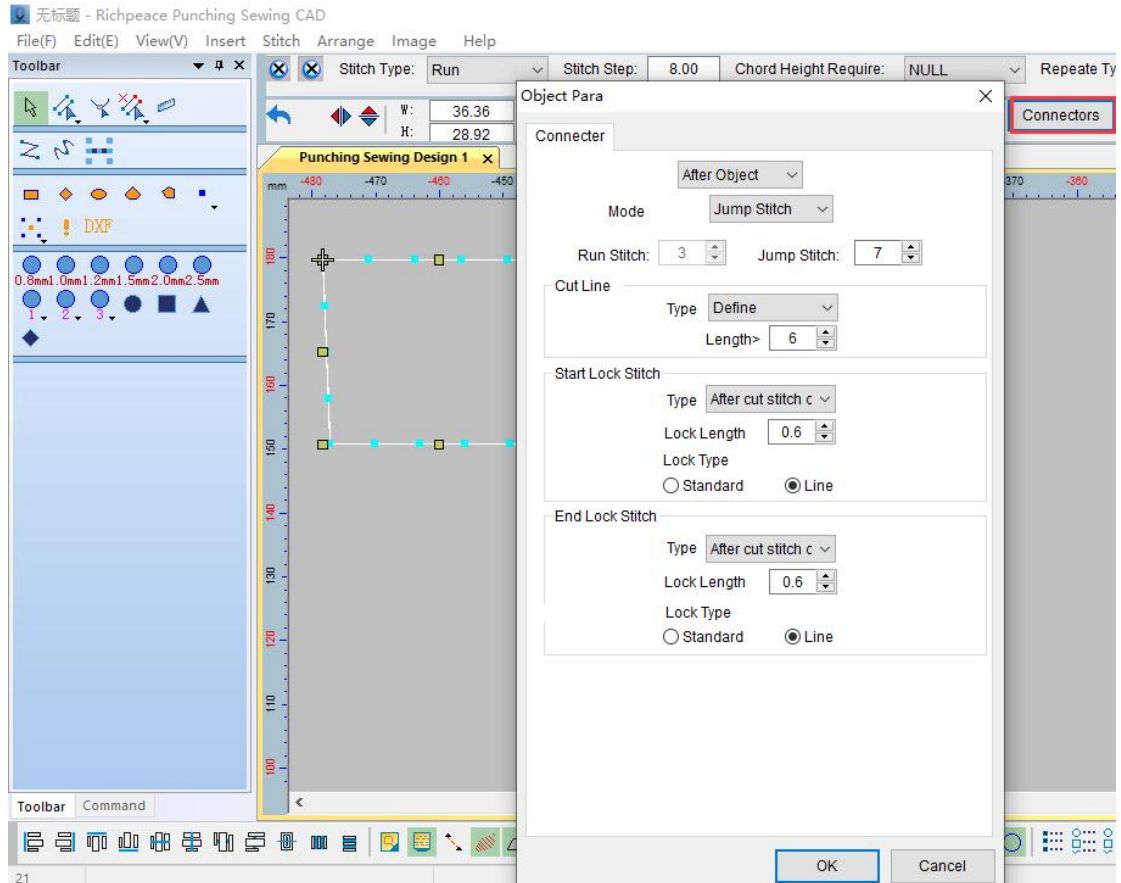 无标题 - Richpeace Punching Sewing CAD
File(F) Edit(E) View(V) Insert Stitch Arrange Image Help
Toolbar
Stitch Type: Run Stitch Step: 8.00 Chord Height Require: NULL Repeate Ty
W: 36.36
H: 28.92
Connectors
Punching Sewing Design 1
mm -480 -470 -460 -450 370 -360
DXF
0.8mm1.0mm1.2mm1.5mm2.0mm2.5mm
1 2 3
180
170
160
150
140
130
120
110
100
Object Para
Connecter
After Object
Mode Jump Stitch
Run Stitch: 3 Jump Stitch: 7
Cut Line
Type Define
Length> 6
Start Lock Stitch
Type After cut stitch c
Lock Length 0.6
Lock Type
Standard Line
End Lock Stitch
Type After cut stitch c
Lock Length 0.6
Lock Type
Standard Line
OK Cancel
Toolbar Command
21